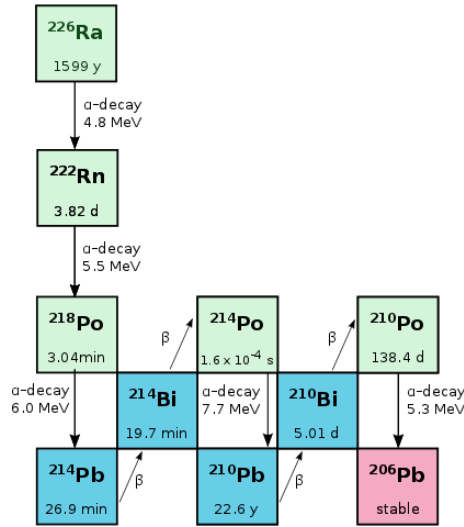 ²²⁶Ra
1599 y
α-decay
4.8 MeV
²²²Rn
3.82 d
α-decay
5.5 MeV
²¹⁸Po
3.04min
β
²¹⁴Po
1.6 x 10⁻⁴ s
β
²¹⁰Po
138.4 d
α-decay
6.0 MeV
²¹⁴Bi
19.7 min
α-decay
7.7 MeV
²¹⁰Bi
5.01 d
α-decay
5.3 MeV
²¹⁴Pb
26.9 min
β
²¹⁰Pb
22.6 y
β
²⁰⁶Pb
stable